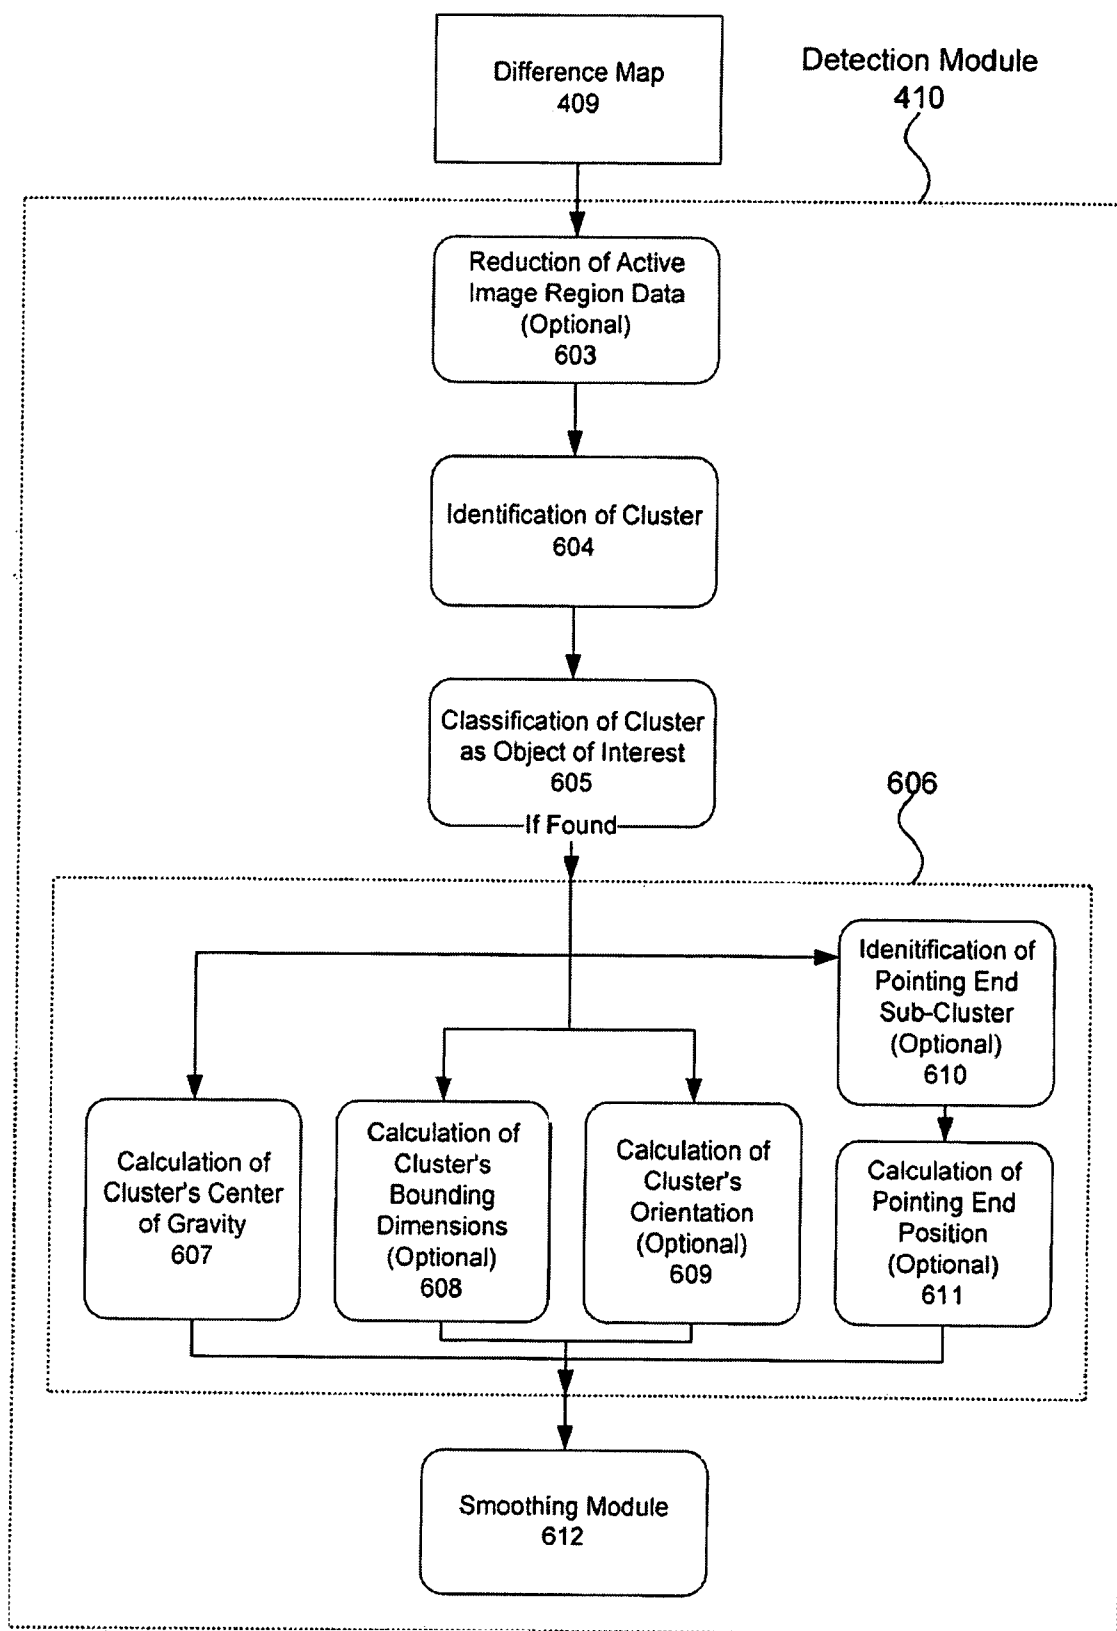 Difference Map
409
Detection Module
410
Reduction of Active
Image Region Data
(Optional)
603
Identification of Cluster
604
Classification of Cluster
as Object of Interest
605
If Found
606
Idenitification of
Pointing End
Sub-Cluster
(Optional)
610
Calculation of
Cluster's Center
of Gravity
607
Calculation of
Cluster's
Bounding
Dimensions
(Optional)
608
Calculation of
Cluster's
Orientation
(Optional)
609
Calculation of
Pointing End
Position
(Optional)
611
Smoothing Module
612